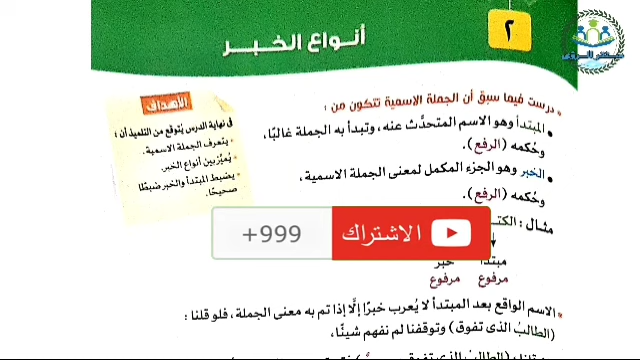 ٢
أنواع الخبر
درست فيما سبق أن الجملة الاسمية تتكون من :
• المبتدأ وهو الاسم المتحدَّث عنه، وتبدأ به الجملة غالبًا،
وحُكمه (الرفع).
• الخبر وهو الجزء المكمل لمعنى الجملة الاسمية،
وحُكمه (الرفع).
مثال :
مبتدأ خبر
مرفوع مرفوع
الأهداف
فى نهاية الدرس يُتوقع من التلميذ أن :
يتعرف الجملة الاسمية.
يُميِّز بين أنواع الخبر.
يضبط المبتدأ والخبر ضبطًا
صحيحًا.
الاشتراك
+999
الاسم الواقع بعد المبتدأ لا يُعرب خبرًا إلَّا إذا تم به معنى الجملة، فلو قلنا :
(الطالبُ الذى تفوق) وتوقفنا لم نفهم شيئًا،